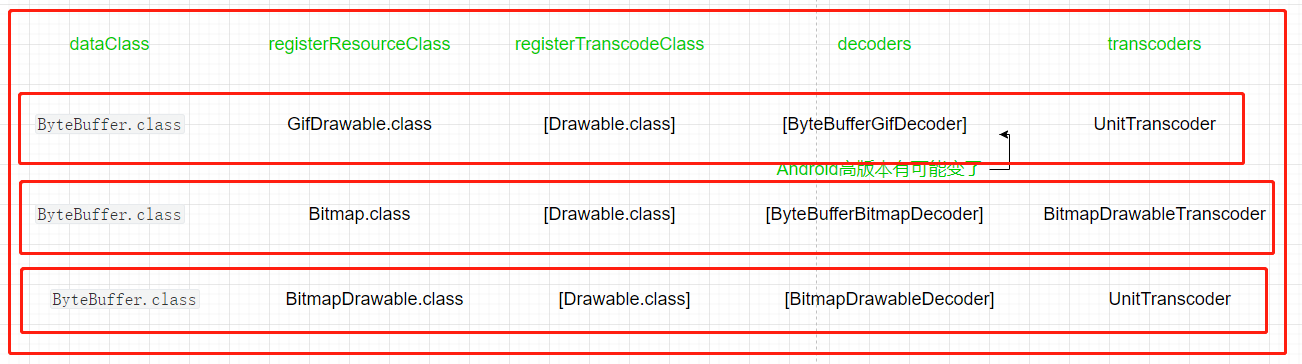 dataClass registerResourceClass registerTranscodeClass decoders transcoders
ByteBuffer.class GifDrawable.class [Drawable.class] [ByteBufferGifDecoder] UnitTranscoder
Android高版本有可能变了
ByteBuffer.class Bitmap.class [Drawable.class] [ByteBufferBitmapDecoder] BitmapDrawableTranscoder
ByteBuffer.class BitmapDrawable.class [Drawable.class] [BitmapDrawableDecoder] UnitTranscoder